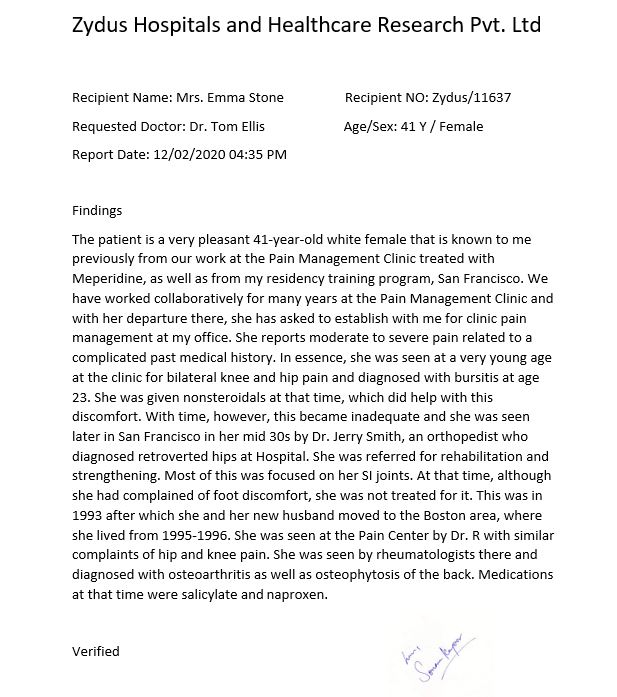 Zydus Hospitals and Healthcare Research Pvt. Ltd
Recipient Name: Mrs. Emma Stone Recipient NO: Zydus/11637
Requested Doctor: Dr. Tom Ellis Age/Sex: 41 Y / Female
Report Date: 12/02/2020 04:35 PM
Findings
The patient is a very pleasant 41-year-old white female that is known to me
previously from our work at the Pain Management Clinic treated with
Meperidine, as well as from my residency training program, San Francisco. We
have worked collaboratively for many years at the Pain Management Clinic and
with her departure there, she has asked to establish with me for clinic pain
management at my office. She reports moderate to severe pain related to a
complicated past medical history. In essence, she was seen at a very young age
at the clinic for bilateral knee and hip pain and diagnosed with bursitis at age
23. She was given nonsteroidals at that time, which did help with this
discomfort. With time, however, this became inadequate and she was seen
later in San Francisco in her mid 30s by Dr. Jerry Smith, an orthopedist who
diagnosed retroverted hips at Hospital. She was referred for rehabilitation and
strengthening. Most of this was focused on her SI joints. At that time, although
she had complained of foot discomfort, she was not treated for it. This was in
1993 after which she and her new husband moved to the Boston area, where
she lived from 1995-1996. She was seen at the Pain Center by Dr. R with similar
complaints of hip and knee pain. She was seen by rheumatologists there and
diagnosed with osteoarthritis as well as osteophytosis of the back. Medications
at that time were salicylate and naproxen.
Verified